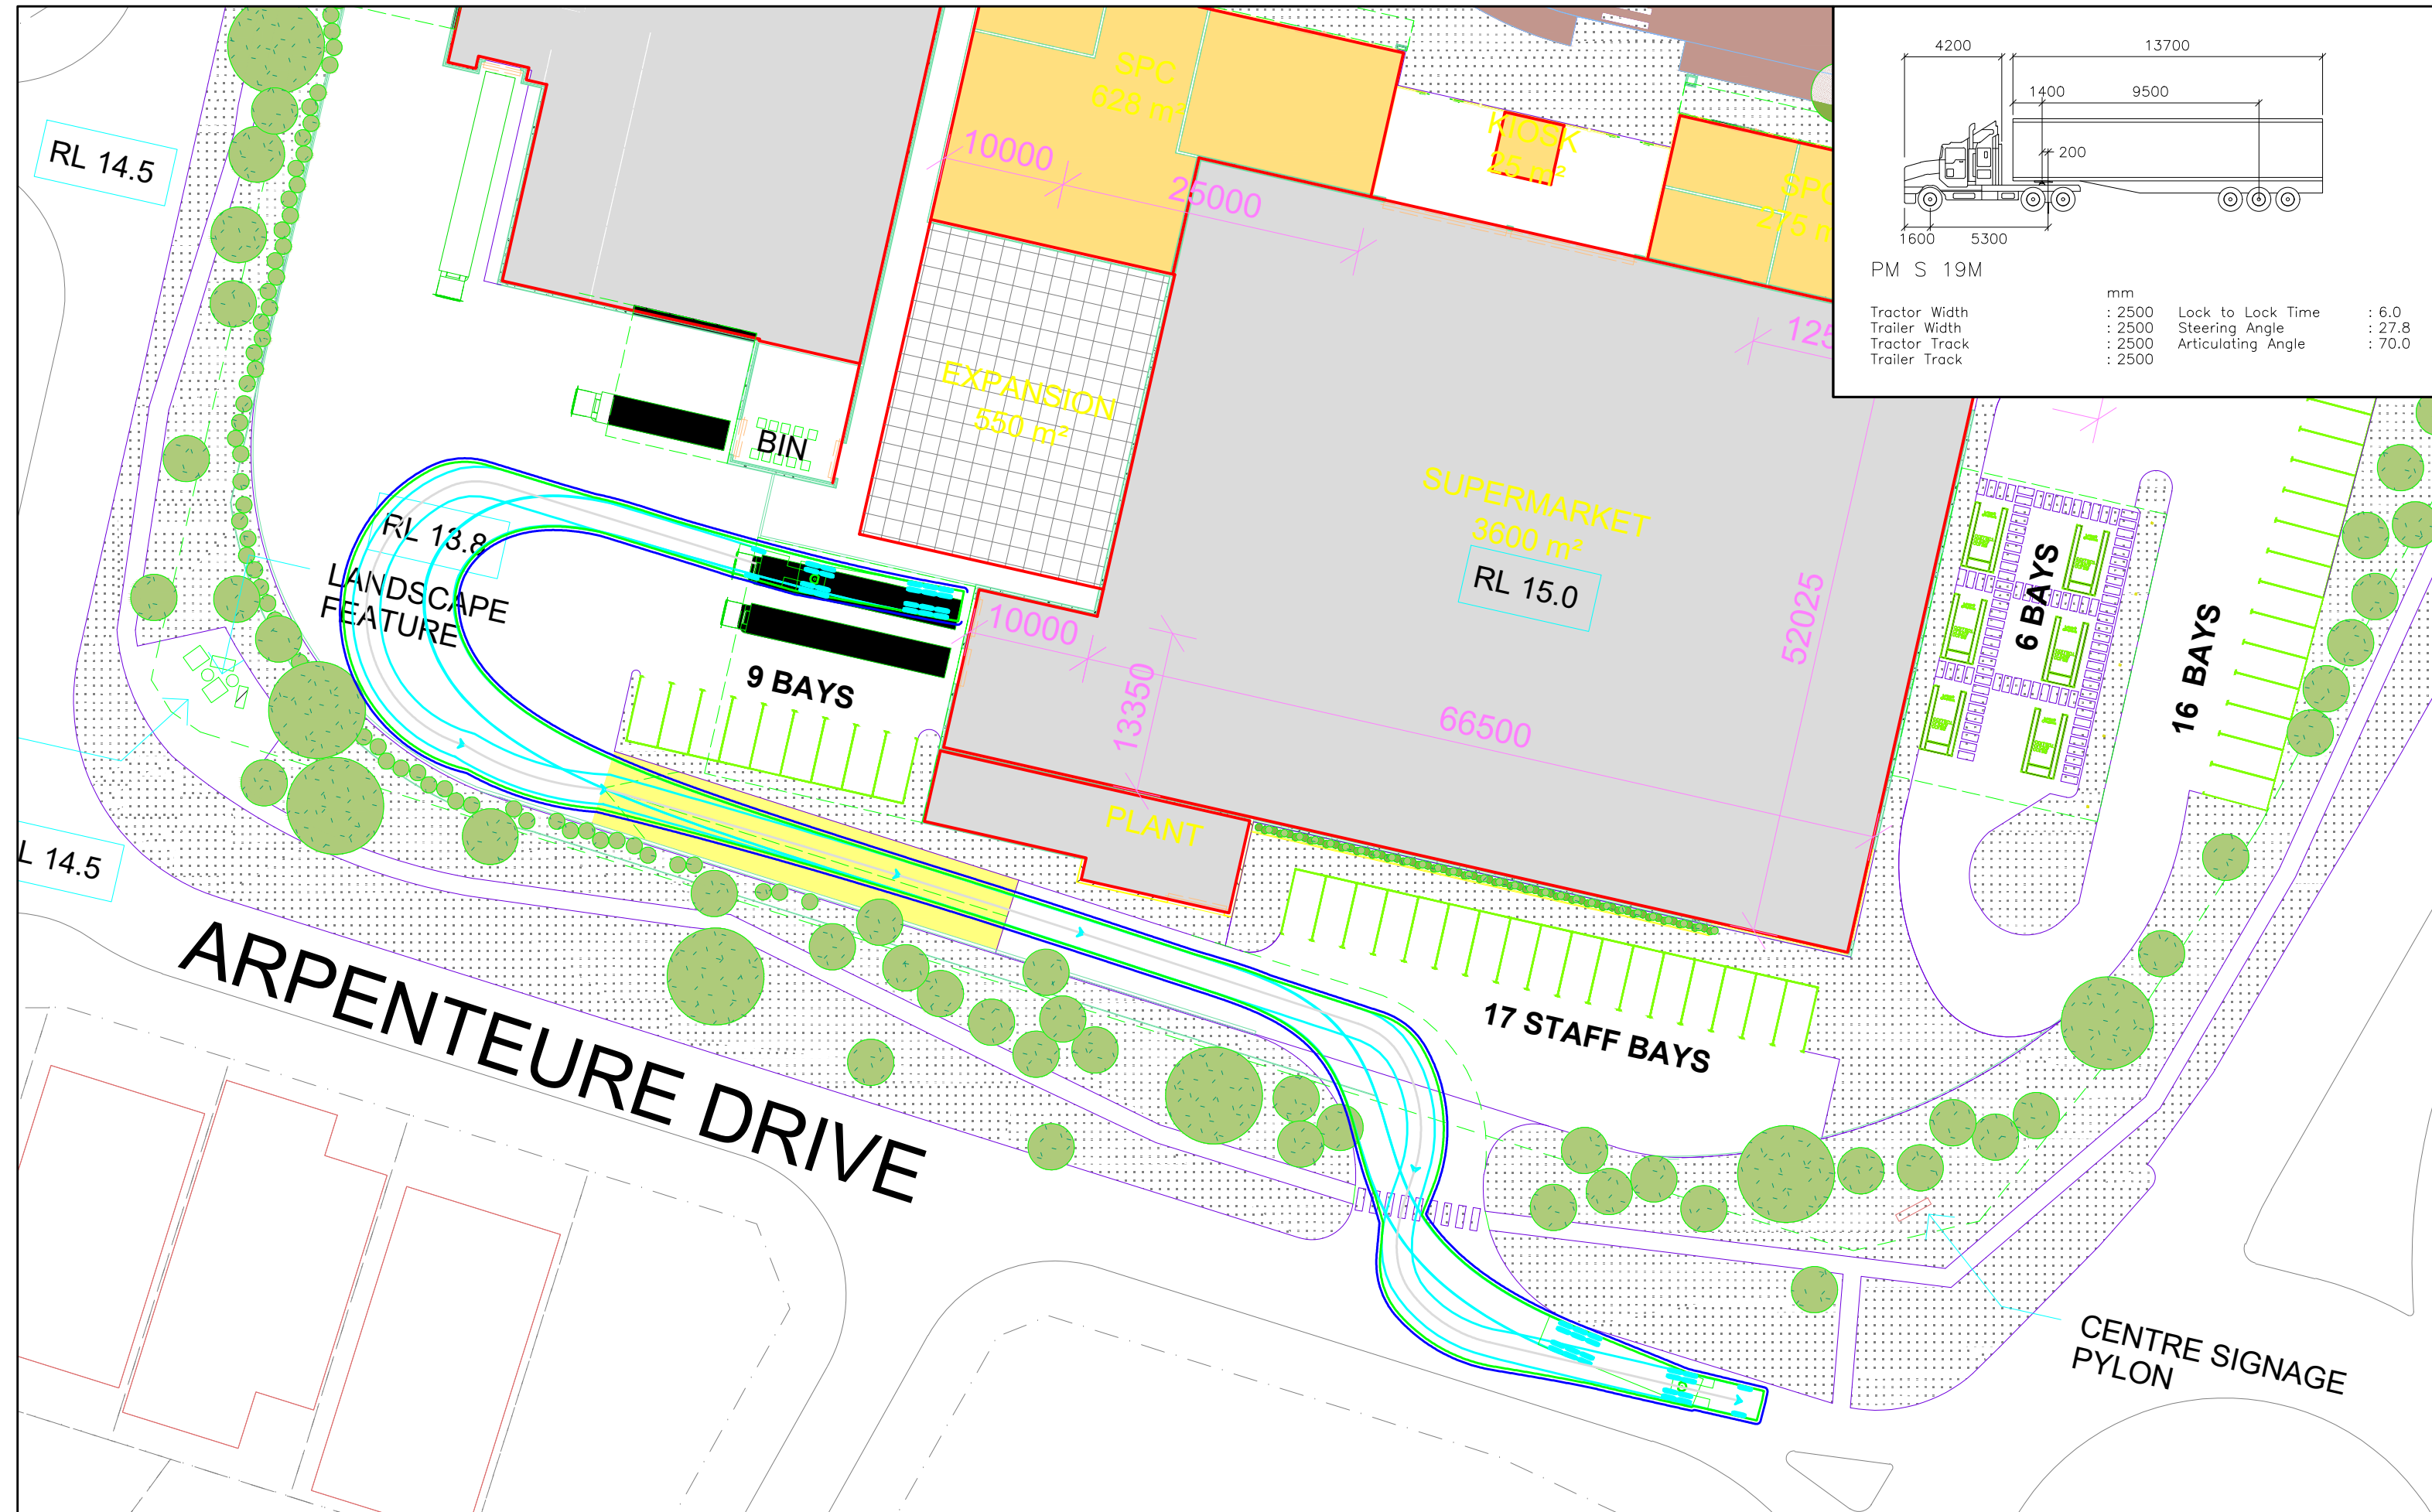 4200
13700
1400
9500
200
1600
5300
PM S 19M
mm
Tractor Width : 2500
Trailer Width : 2500
Tractor Track : 2500
Trailer Track : 2500
Lock to Lock Time : 6.0
Steering Angle : 27.8
Articulating Angle : 70.0
SPC
628 m²
KIOSK
25 m²
RL 14.5
10000
25000
EXPANSION
550 m²
BIN
SUPERMARKET
3600 m²
RL 15.0
RL 13.8
LANDSCAPE
FEATURE
9 BAYS
10000
13350
66500
52025
6 BAYS
16 BAYS
PLANT
17 STAFF BAYS
ARPENTEURE DRIVE
CENTRE SIGNAGE
PYLON